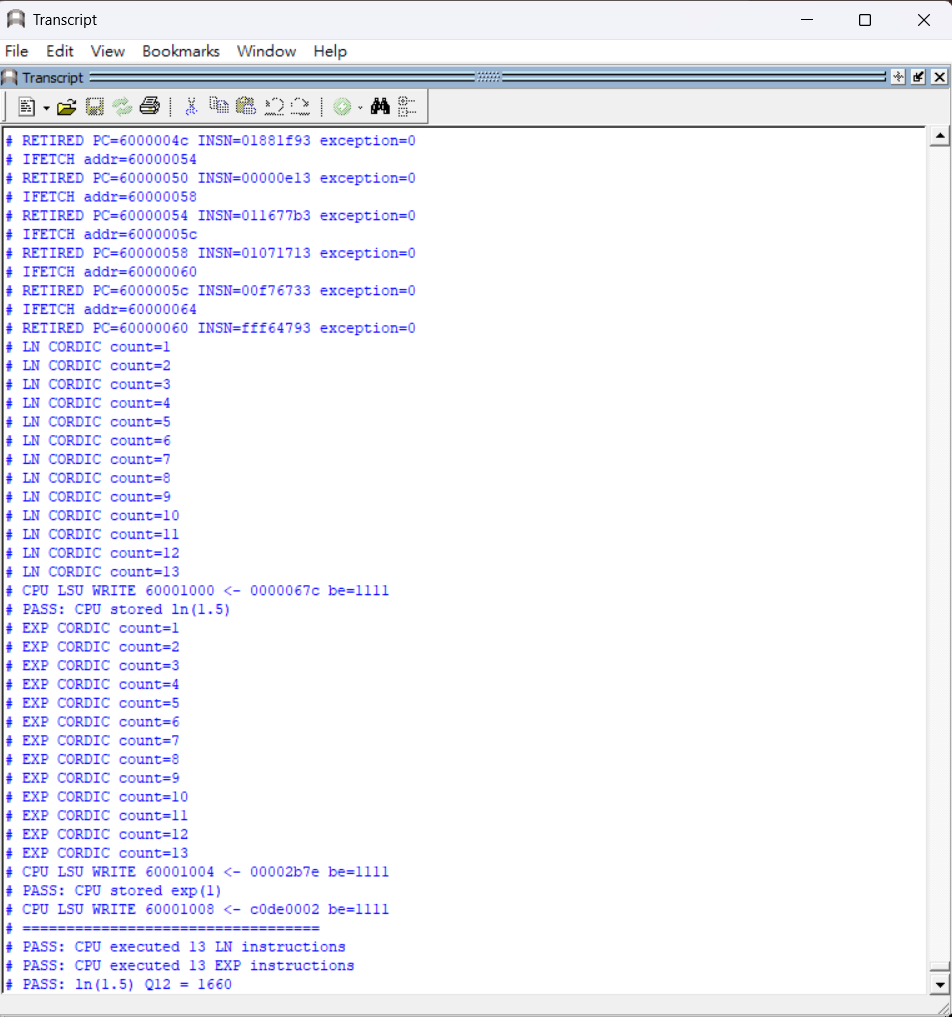 Transcript
File Edit View Bookmarks Window Help
Transcript
# RETIRED PC=6000004c INSN=01881f93 exception=0
# IFETCH addr=60000054
# RETIRED PC=60000050 INSN=00000e13 exception=0
# IFETCH addr=60000058
# RETIRED PC=60000054 INSN=011677b3 exception=0
# IFETCH addr=6000005c
# RETIRED PC=60000058 INSN=01071713 exception=0
# IFETCH addr=60000060
# RETIRED PC=6000005c INSN=00f76733 exception=0
# IFETCH addr=60000064
# RETIRED PC=60000060 INSN=fff64793 exception=0
# LN CORDIC count=1
# LN CORDIC count=2
# LN CORDIC count=3
# LN CORDIC count=4
# LN CORDIC count=5
# LN CORDIC count=6
# LN CORDIC count=7
# LN CORDIC count=8
# LN CORDIC count=9
# LN CORDIC count=10
# LN CORDIC count=11
# LN CORDIC count=12
# LN CORDIC count=13
# CPU LSU WRITE 60001000 <- 0000067c be=1111
# PASS: CPU stored ln(1.5)
# EXP CORDIC count=1
# EXP CORDIC count=2
# EXP CORDIC count=3
# EXP CORDIC count=4
# EXP CORDIC count=5
# EXP CORDIC count=6
# EXP CORDIC count=7
# EXP CORDIC count=8
# EXP CORDIC count=9
# EXP CORDIC count=10
# EXP CORDIC count=11
# EXP CORDIC count=12
# EXP CORDIC count=13
# CPU LSU WRITE 60001004 <- 00002b7e be=1111
# PASS: CPU stored exp(1)
# CPU LSU WRITE 60001008 <- c0de0002 be=1111
# ==================================
# PASS: CPU executed 13 LN instructions
# PASS: CPU executed 13 EXP instructions
# PASS: ln(1.5) Q12 = 1660